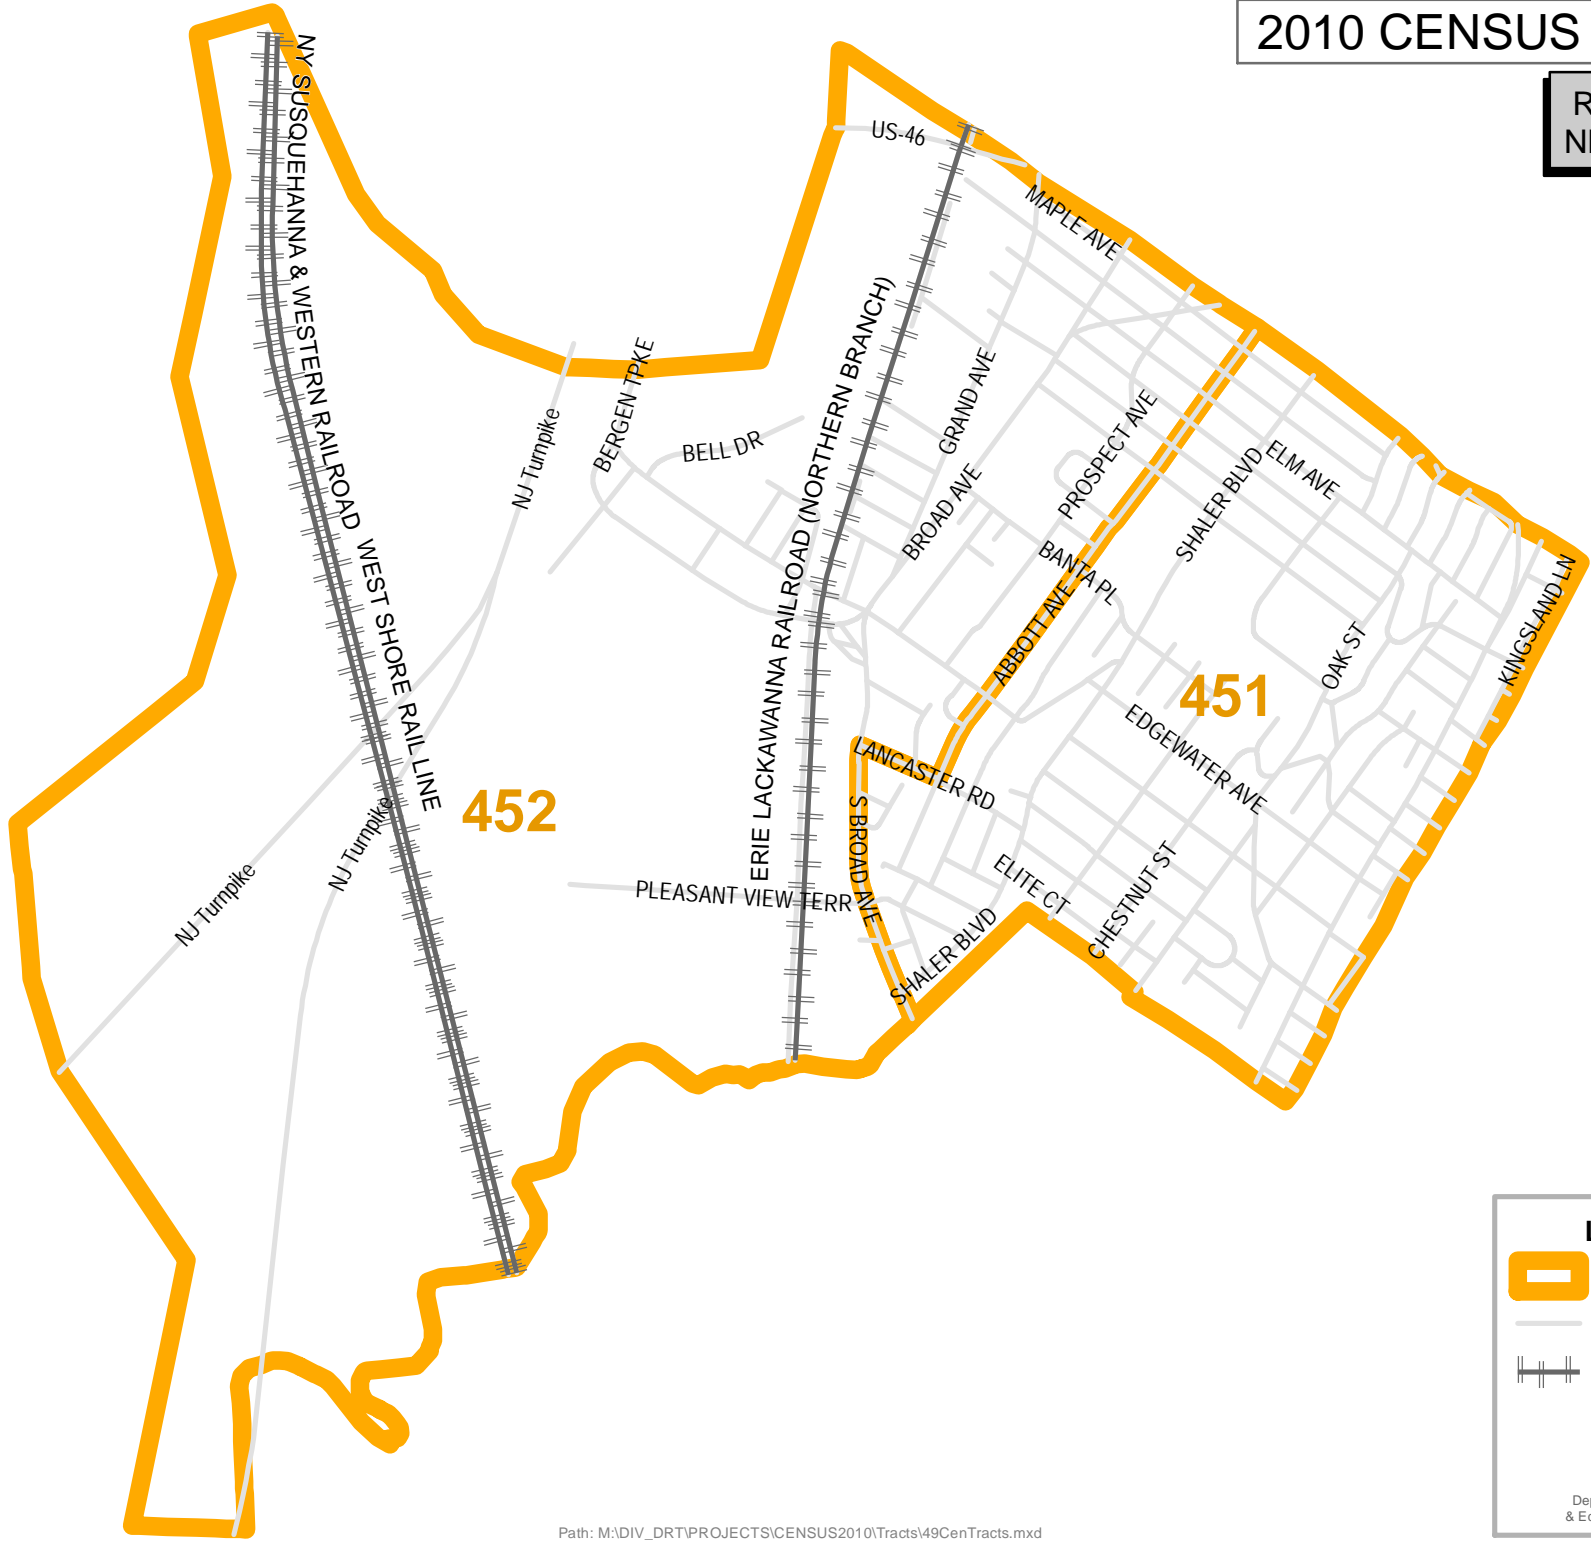 2010 CENSUS
R
NE
NY SUSQUEHANNA & WESTERN RAILROAD
WEST SHORE RAIL LINE
US-46
MAPLE AVE
ERIE LACKAWANNA RAILROAD (NORTHERN BRANCH)
BERGEN TPKE
NJ Turnpike
BELL DR
GRAND AVE
BROAD AVE
PROSPECT AVE
SHALER BLVD
ELM AVE
BANTA PL
ABBOTT AVE
KINGSLAND LN
OAK ST
451
EDGEWATER AVE
LANCASTER RD
452
S BROAD AVE
NJ Turnpike
NJ Turnpike
PLEASANT VIEW TERR
ELITE CT
CHESTNUT ST
SHALER BLVD
L
Dep
& Ec
Path: M:\DIV_DRT\PROJECTS\CENSUS2010\Tracts\49CenTracts.mxd